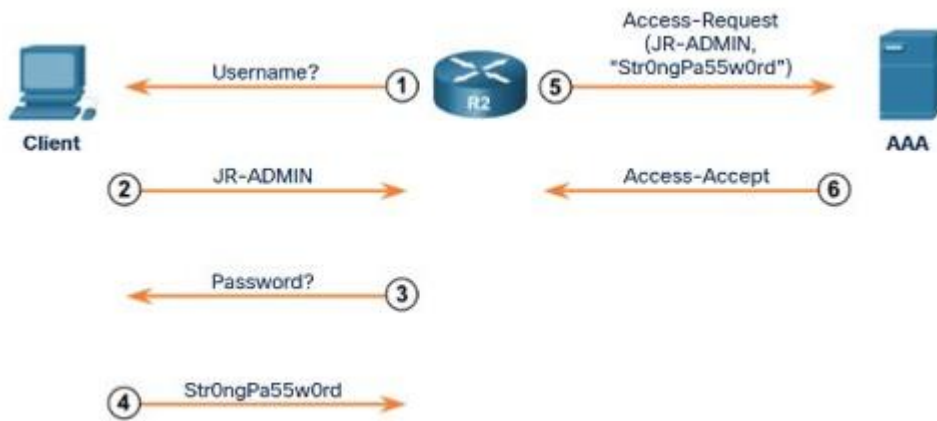 Username?
1
R2
5
Access-Request
(JR-ADMIN,
"Str0ngPa55w0rd")
Client
AAA
2
JR-ADMIN
Access-Accept
6
Password?
3
4
Str0ngPa55w0rd